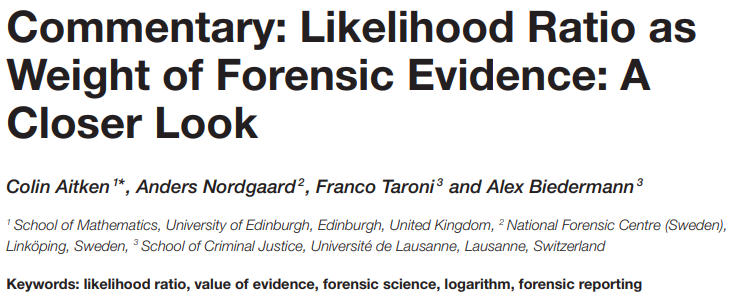 Commentary: Likelihood Ratio as
Weight of Forensic Evidence: A
Closer Look
Colin Aitken 1*, Anders Nordgaard 2, Franco Taroni 3 and Alex Biedermann 3
1 School of Mathematics, University of Edinburgh, Edinburgh, United Kingdom, 2 National Forensic Centre (Sweden),
Linköping, Sweden, 3 School of Criminal Justice, Université de Lausanne, Lausanne, Switzerland
Keywords: likelihood ratio, value of evidence, forensic science, logarithm, forensic reporting